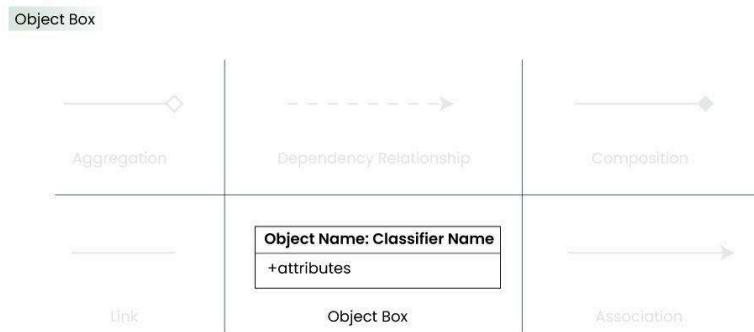 Object Box
Aggregation
Dependency Relationship
Composition
Object Name: Classifier Name
+attributes
Link
Object Box
Association